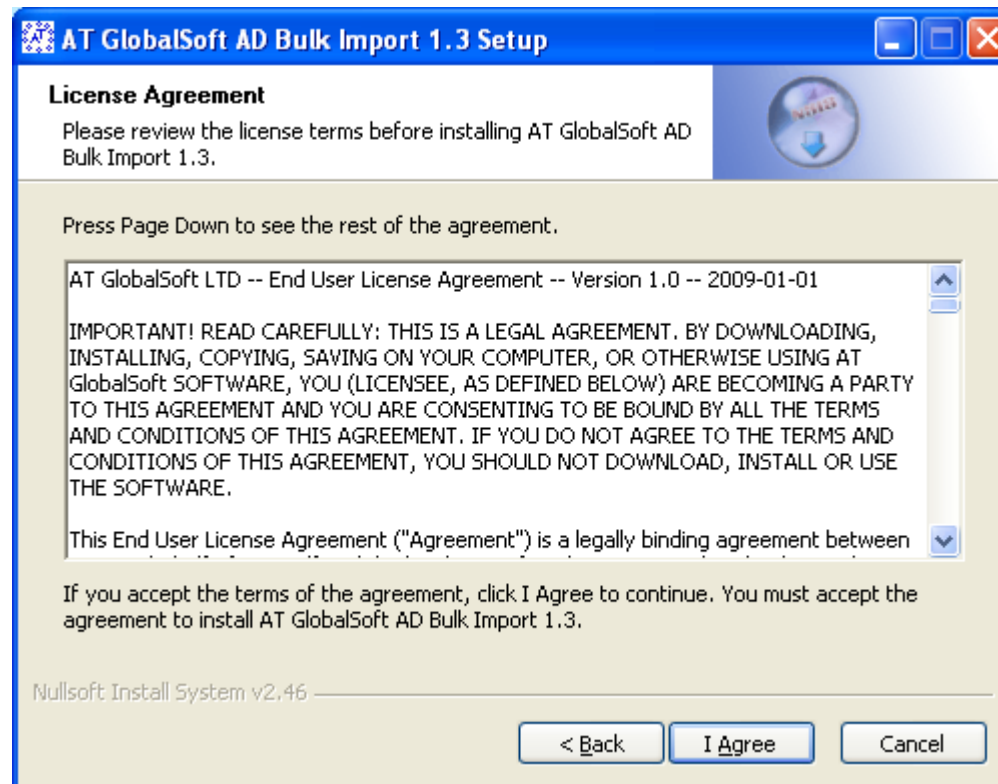 AT GlobalSoft AD Bulk Import 1.3 Setup
License Agreement
Please review the license terms before installing AT GlobalSoft AD
Bulk Import 1.3.
Press Page Down to see the rest of the agreement.
AT GlobalSoft LTD -- End User License Agreement -- Version 1.0 -- 2009-01-01
IMPORTANT! READ CAREFULLY: THIS IS A LEGAL AGREEMENT. BY DOWNLOADING,
INSTALLING, COPYING, SAVING ON YOUR COMPUTER, OR OTHERWISE USING AT
GlobalSoft SOFTWARE, YOU (LICENSEE, AS DEFINED BELOW) ARE BECOMING A PARTY
TO THIS AGREEMENT AND YOU ARE CONSENTING TO BE BOUND BY ALL THE TERMS
AND CONDITIONS OF THIS AGREEMENT. IF YOU DO NOT AGREE TO THE TERMS AND
CONDITIONS OF THIS AGREEMENT, YOU SHOULD NOT DOWNLOAD, INSTALL OR USE
THE SOFTWARE.
This End User License Agreement ("Agreement") is a legally binding agreement between
If you accept the terms of the agreement, click I Agree to continue. You must accept the
agreement to install AT GlobalSoft AD Bulk Import 1.3.
Nullsoft Install System v2.46
< Back
I Agree
Cancel